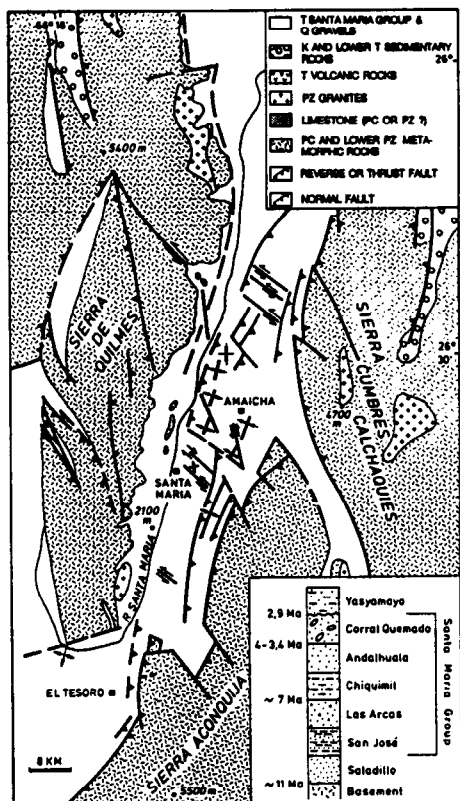 66° 15'
T SANTA MARIA GROUP &
Q GRAVELS
K AND LOWER T SEDIMENTARY
ROCKS
26°
T VOLCANIC ROCKS
PZ GRANITES
LIMESTONE (PC OR PZ ?)
PC AND LOWER PZ META-
MORPHIC ROCKS
REVERSE OR THRUST FAULT
NORMAL FAULT
5400 m
SIERRA
DE
QUILMES
SIERRA
CUMBRES
CALCHAQUIES
26°
30'
AMAICHA
4700
m
SANTA
MARIA
2100
m
R. SANTA MARIA
EL TESORO
SIERRA ACONQUIJA
8 KM
5500 m
2,9 Ma
Yasyamayo
Corral Quemado
4-3,4 Ma
Andalhuala
Chiquimil
~ 7 Ma
Las Arcas
San José
Saladillo
~11 Ma
Basement
Santa Maria Group